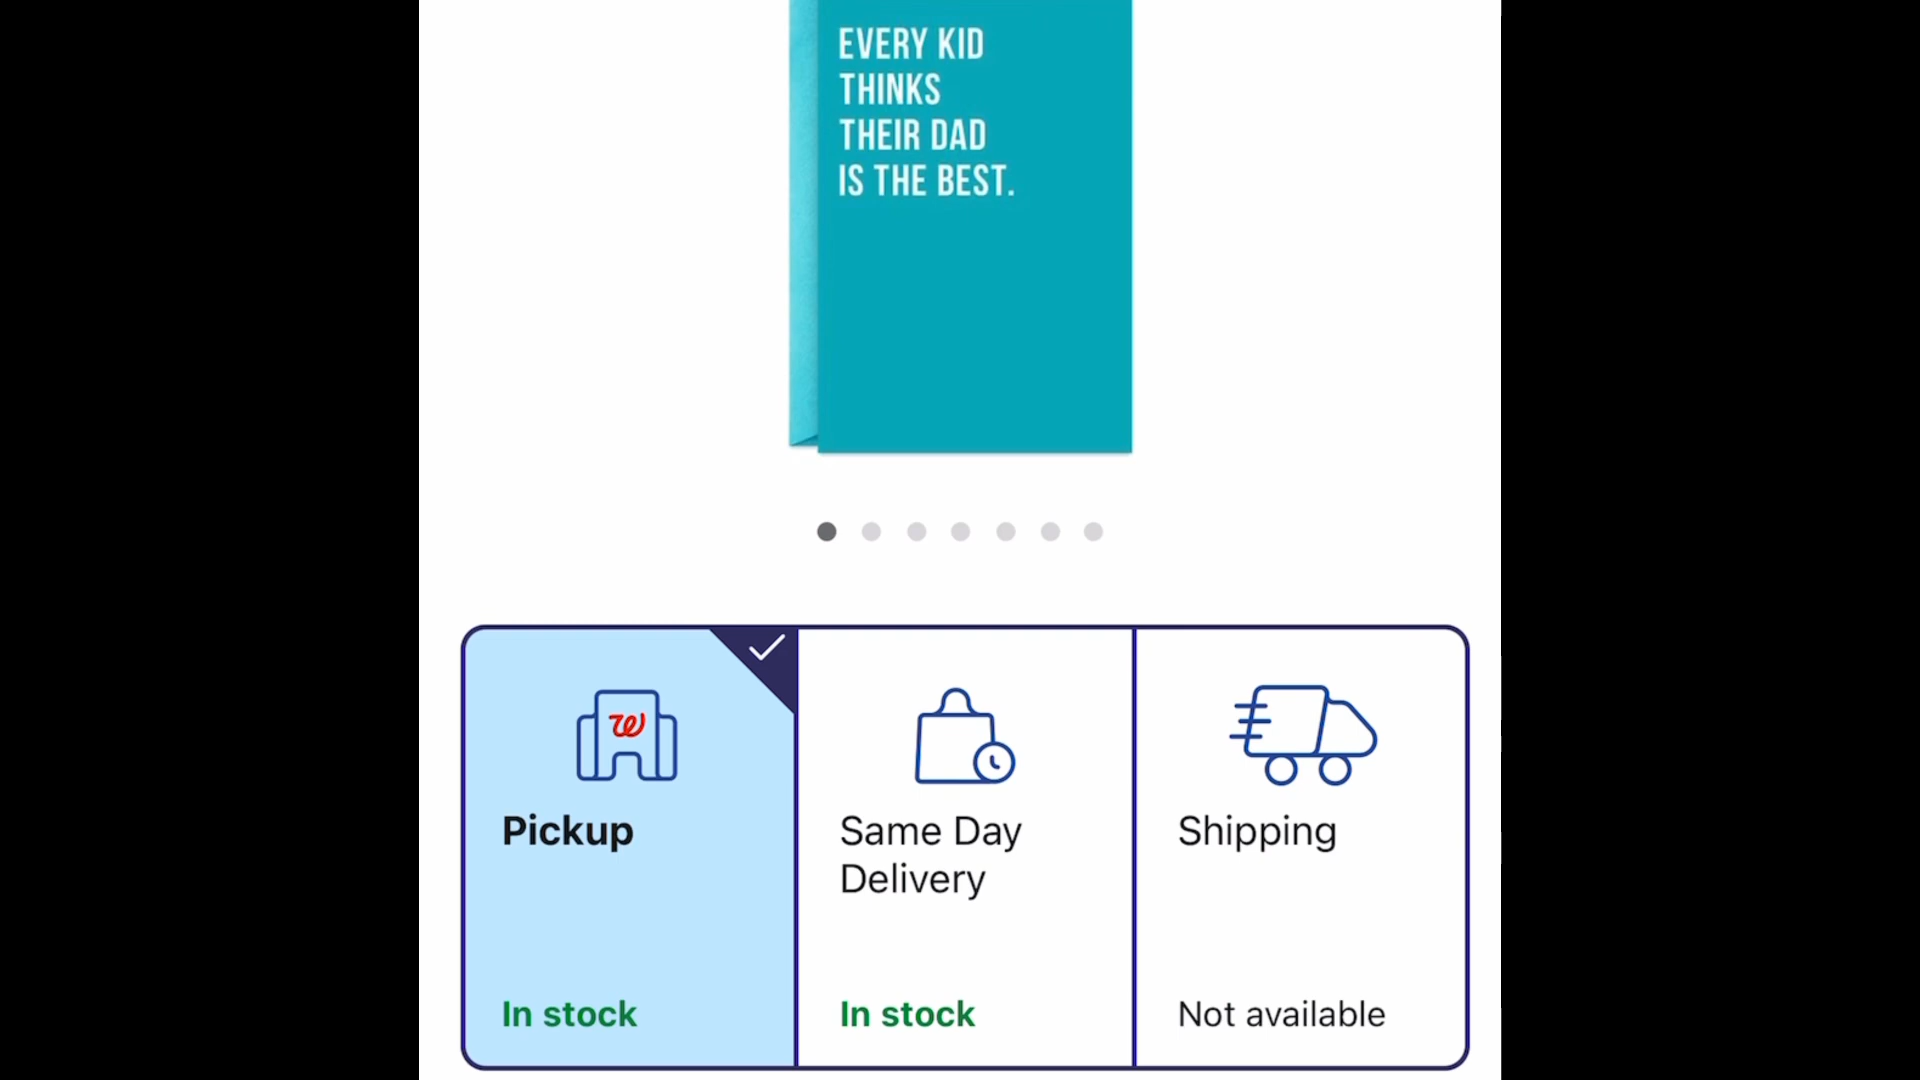 EVERY KID
THINKS
THEIR DAD
IS THE BEST.
Pickup
Same Day
Delivery
Shipping
In stock
In stock
Not available